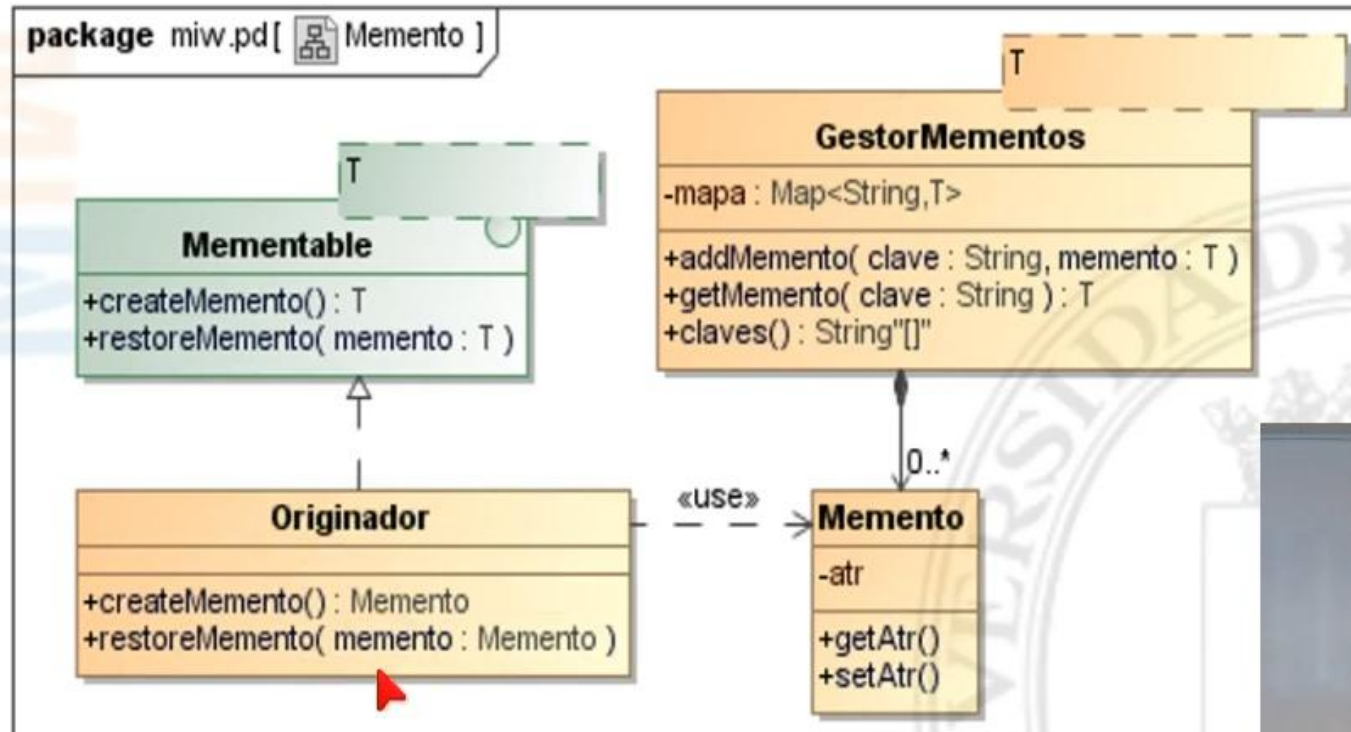 package miw.pd[ Memento ]
T
Mementable
+createMemento() : T
+restoreMemento( memento : T )
T
GestorMementos
-mapa : Map<String,T>
+addMemento( clave : String, memento : T )
+getMemento( clave : String ) : T
+claves() : String"[]"
0..*
Originador
+createMemento() : Memento
+restoreMemento( memento : Memento )
«use»
Memento
-atr
+getAtr()
+setAtr()
VERSIDAD